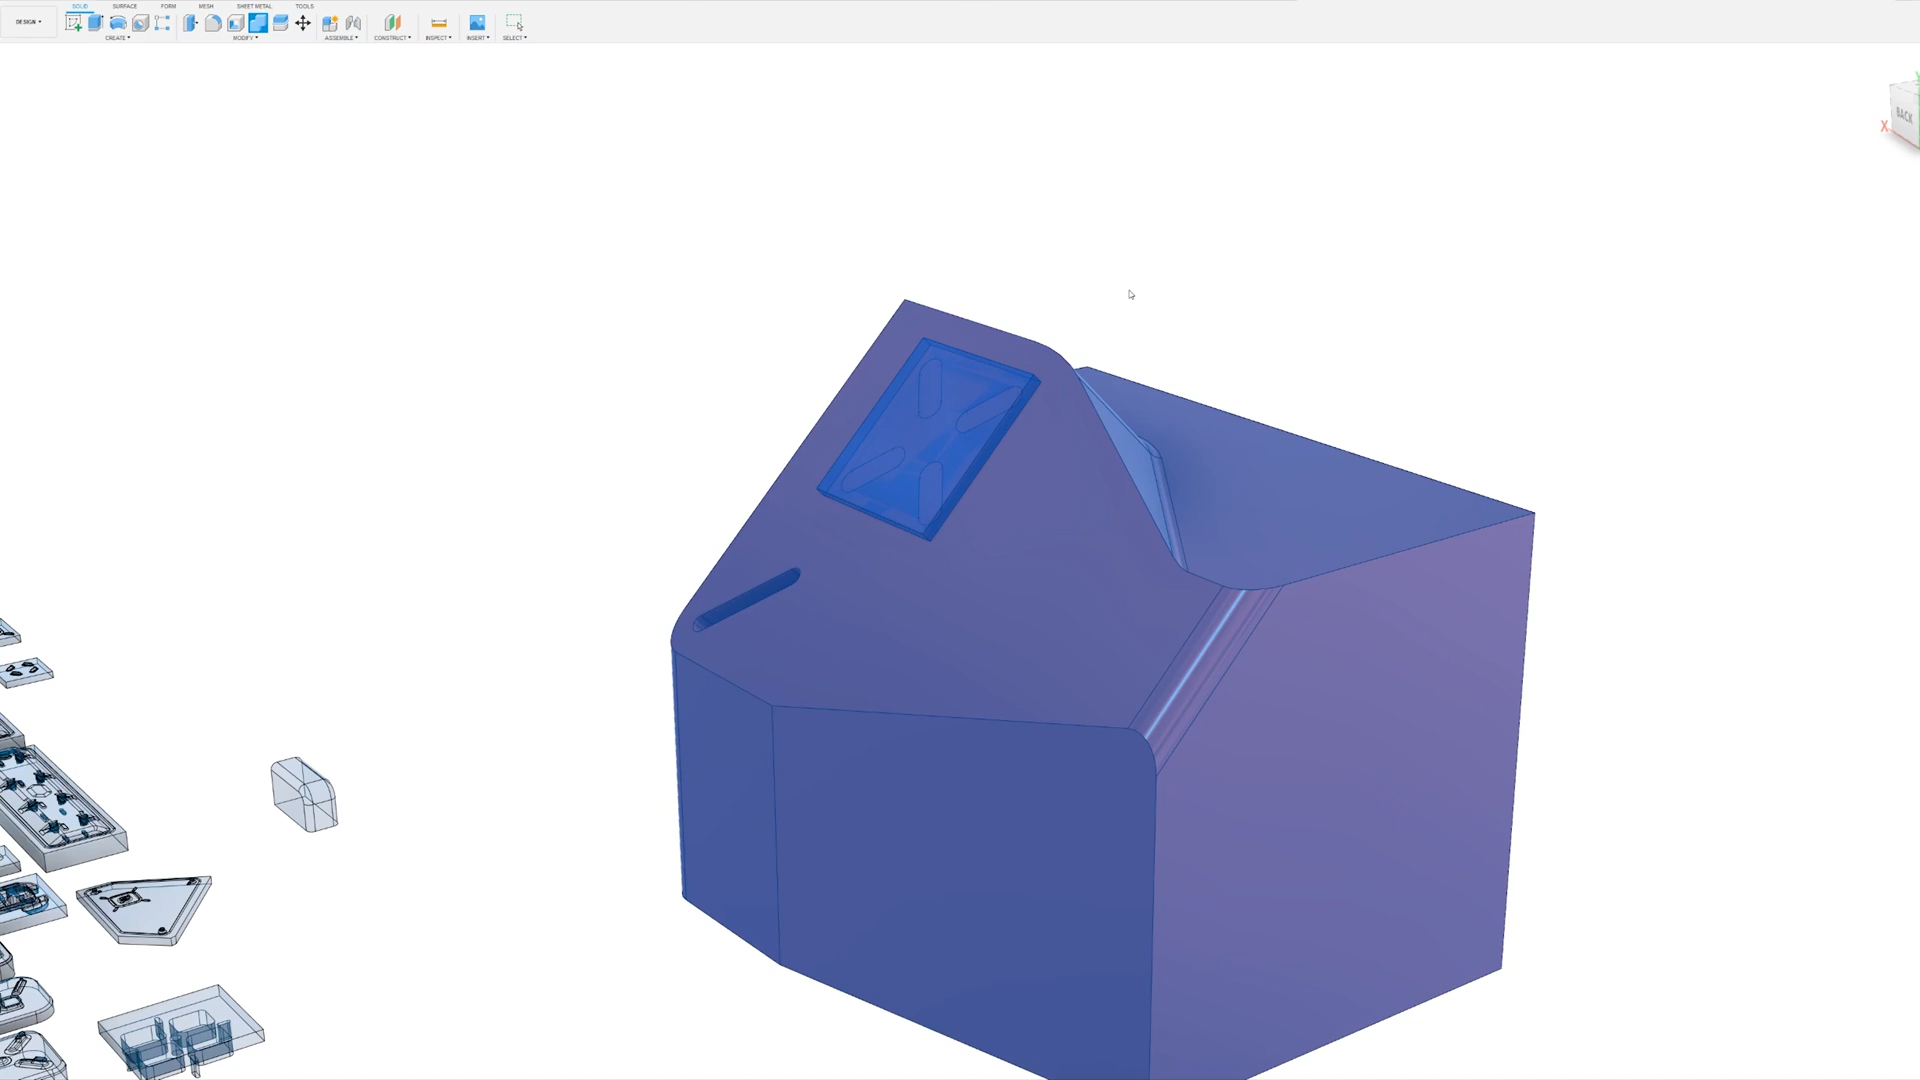 SOLID SURFACE FORM MESH SHEET METAL TOOLS
DESIGN
CREATE MODIFY ASSEMBLE CONSTRUCT INSPECT INSERT SELECT
BACK
X